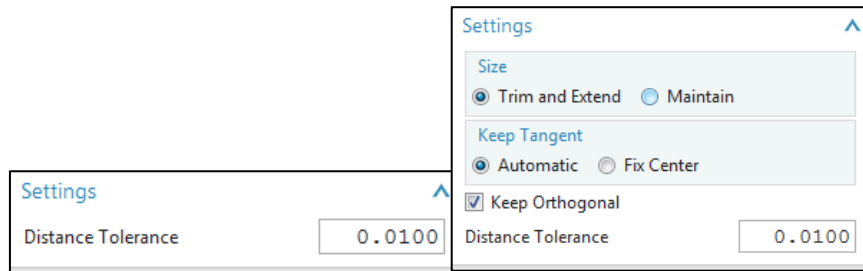 Settings
Distance Tolerance 0.0100
Settings
Size
Trim and Extend Maintain
Keep Tangent
Automatic Fix Center
Keep Orthogonal
Distance Tolerance 0.0100